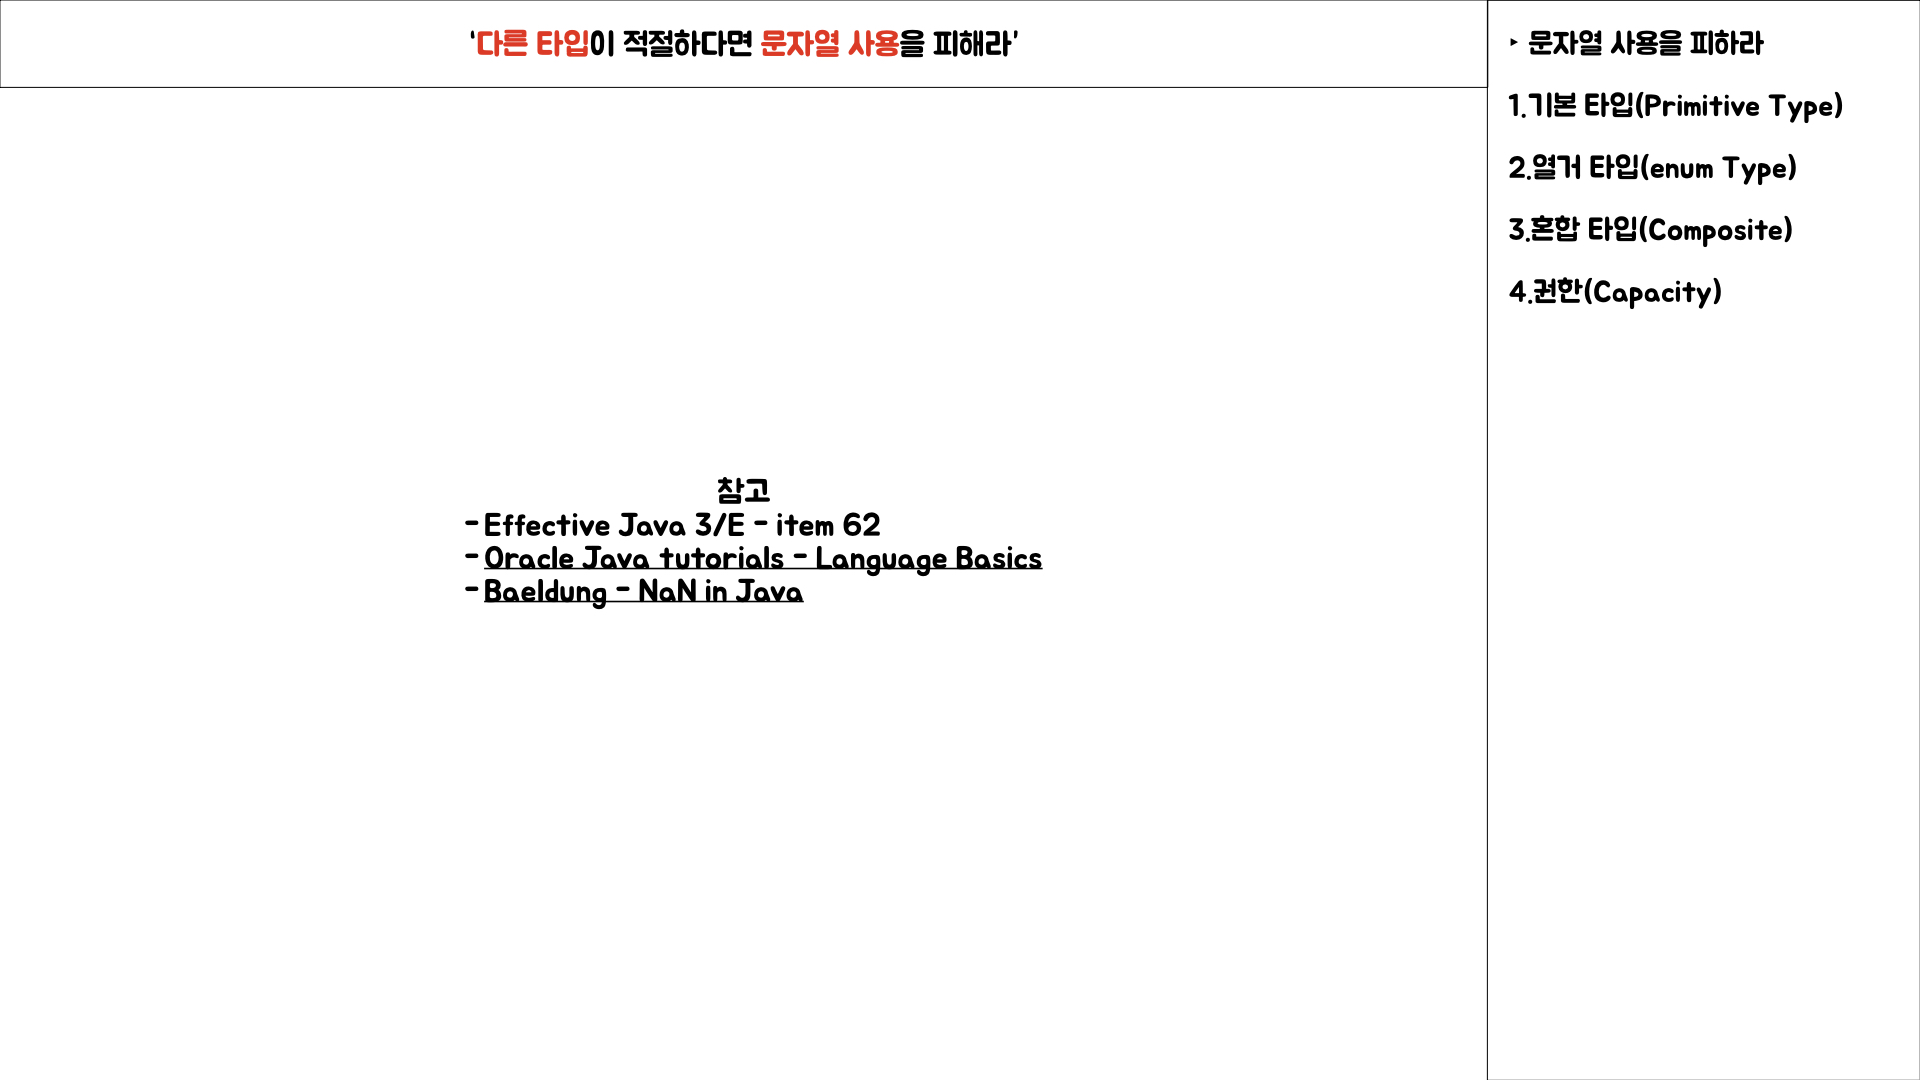 ‘다른 타입이 적절하다면 문자열 사용을 피해라’
참고
- Effective Java 3/E - item 62
- Oracle Java tutorials - Language Basics
- Baeldung - NaN in Java
‣ 문자열 사용을 피하라
1.기본 타입(Primitive Type)
2.열거 타입(enum Type)
3.혼합 타입(Composite)
4.권한(Capacity)